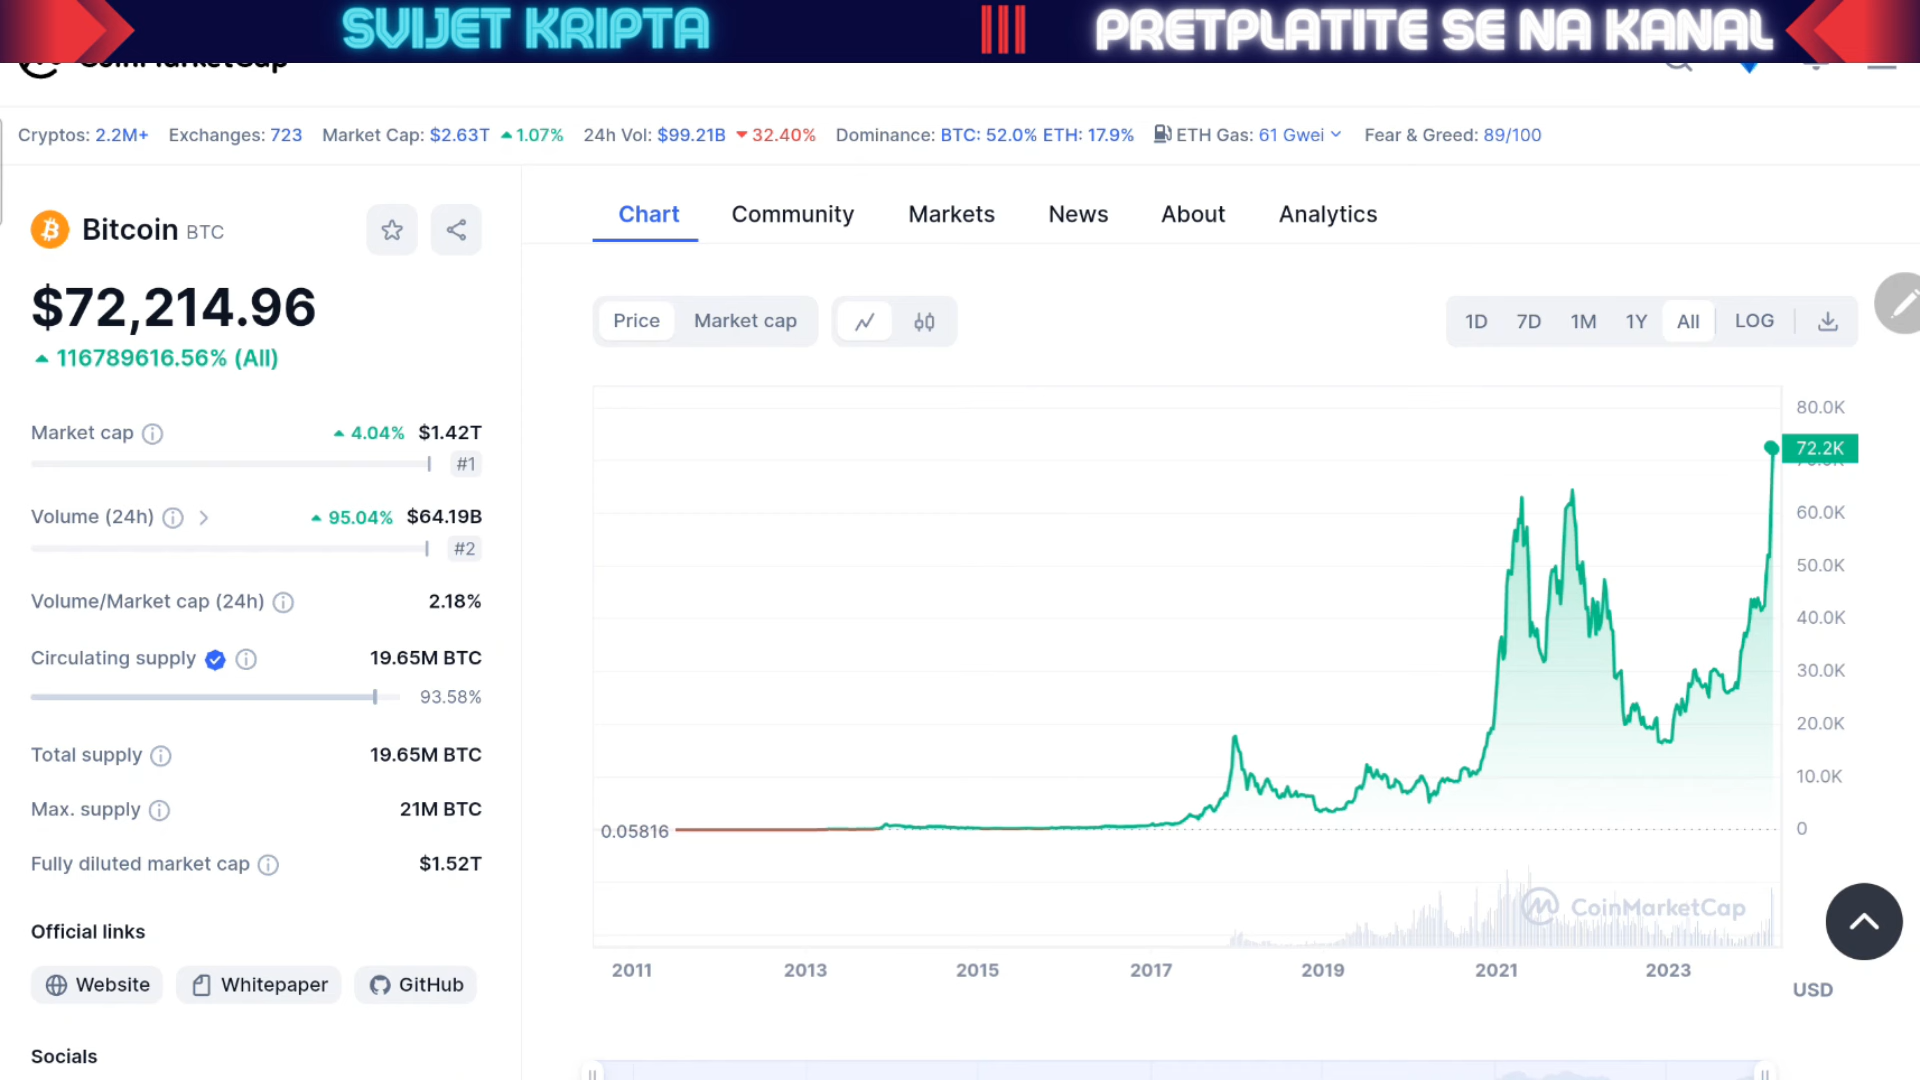 SVIJET KRIPTA
PRETPLATITE SE NA KANAL
CoinMarketCap
Cryptos: 2.2M+ Exchanges: 723 Market Cap: $2.63T 1.07% 24h Vol: $99.21B 32.40% Dominance: BTC: 52.0% ETH: 17.9% ETH Gas: 61 Gwei Fear & Greed: 89/100
Bitcoin BTC
$72,214.96
116789616.56% (All)
Market cap 4.04% $1.42T
#1
Volume (24h) 95.04% $64.19B
#2
Volume/Market cap (24h) 2.18%
Circulating supply 19.65M BTC
93.58%
Total supply 19.65M BTC
Max. supply 21M BTC
Fully diluted market cap $1.52T
Official links
Website Whitepaper GitHub
Socials
Chart Community Markets News About Analytics
Price Market cap
1D 7D 1M 1Y All LOG
80.0K
72.2K
60.0K
50.0K
40.0K
30.0K
20.0K
10.0K
0.05816
0
CoinMarketCap
2011 2013 2015 2017 2019 2021 2023
USD